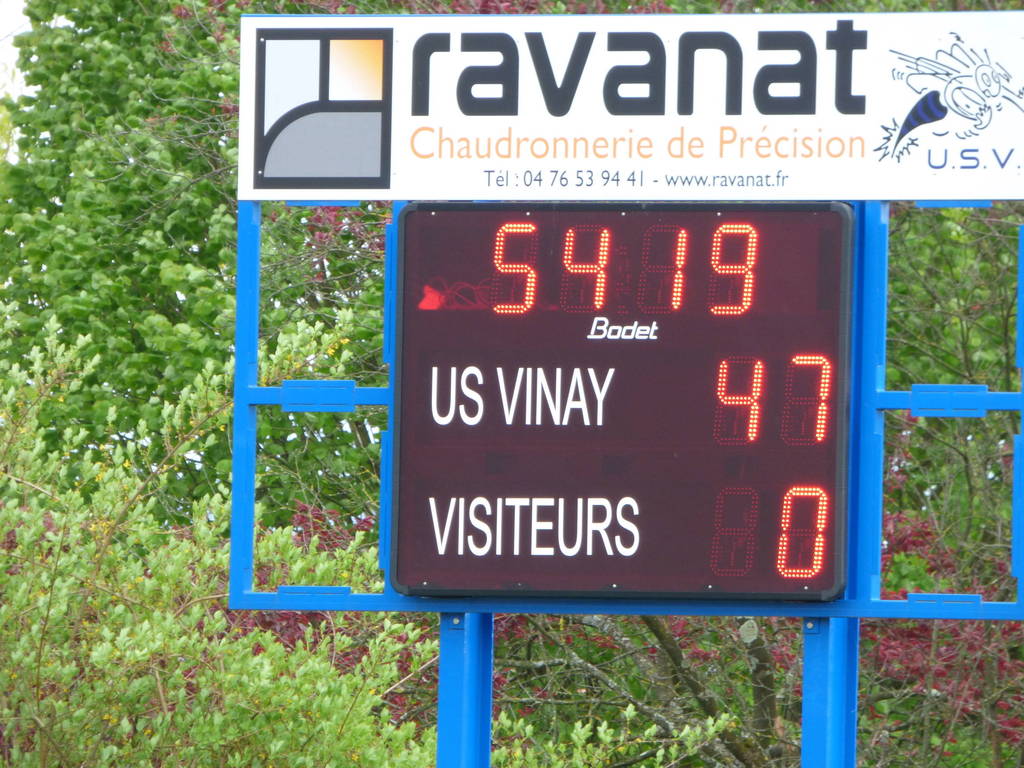 ravanat
Chaudronnerie de Précision
Tél : 04 76 53 94 41 - www.ravanat.fr
U.S.V.
54 19
Bodet
US VINAY 47
VISITEURS 0